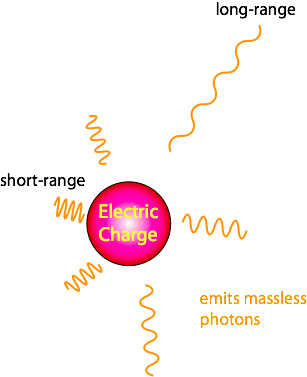 long-range
short-range
Electric
Charge
emits massless
photons